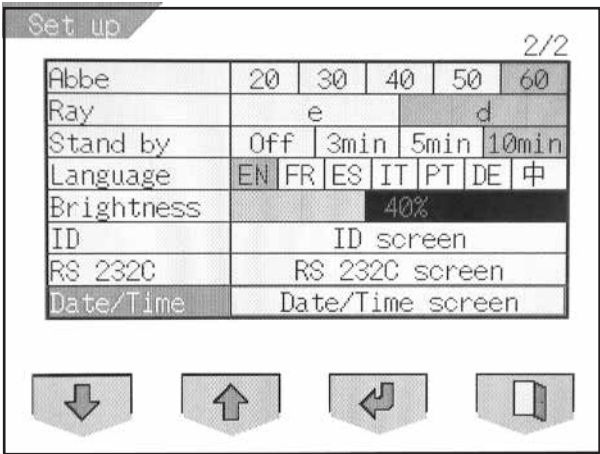 Set up
2/2
Abbe 20 30 40 50 60
Ray e d
Stand by Off 3min 5min 10min
Language EN FR ES IT PT DE 中
Brightness 40%
ID ID screen
RS 232C RS 232C screen
Date/Time Date/Time screen